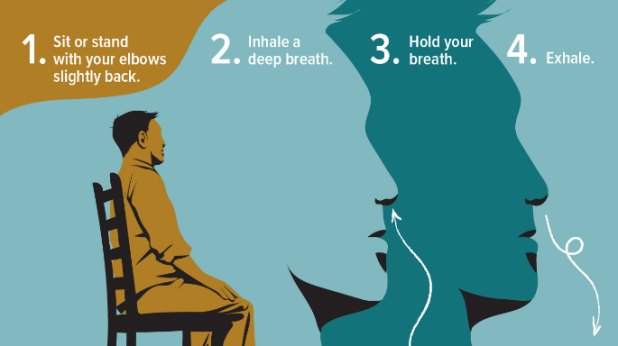 1. Sit or stand
with your elbows
slightly back.
2. Inhale a
deep breath.
3. Hold your
breath.
4. Exhale.